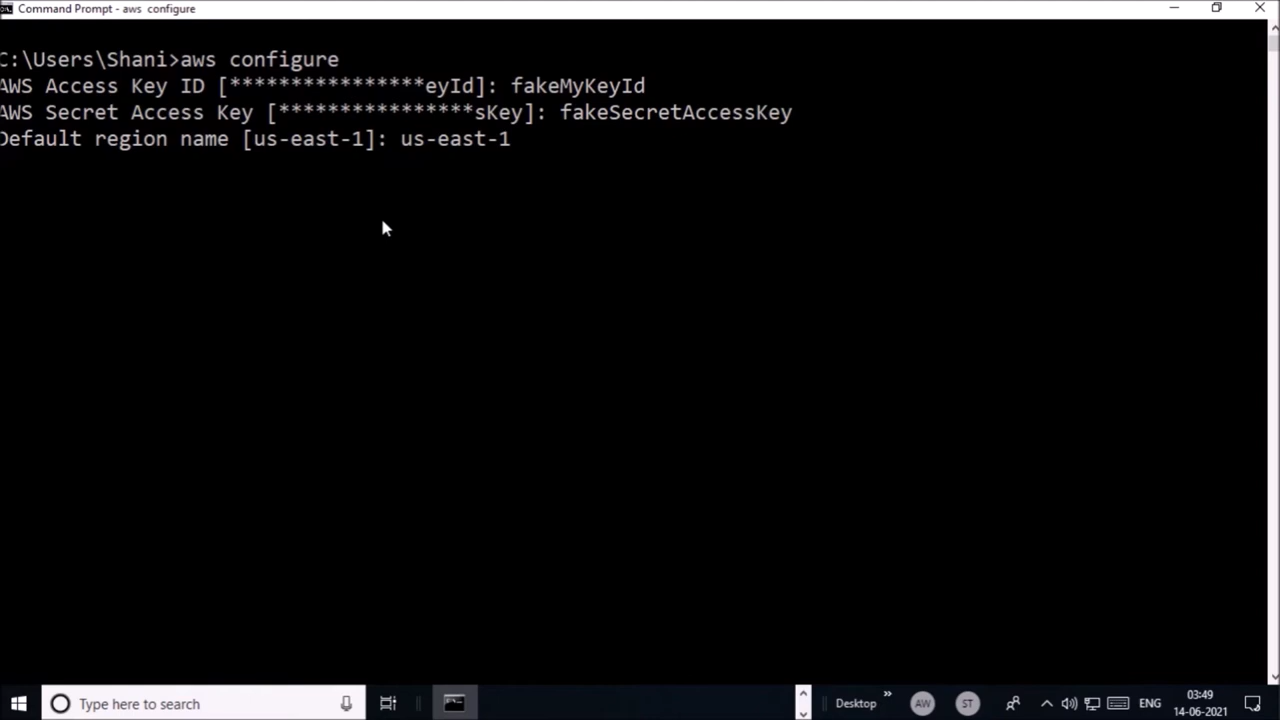 Command Prompt - aws configure
C:\Users\Shani>aws configure
AWS Access Key ID [****************eyId]: fakeMyKeyId
AWS Secret Access Key [****************sKey]: fakeSecretAccessKey
Default region name [us-east-1]: us-east-1
Type here to search
Desktop
AW
ST
ENG
03:49
14-06-2021